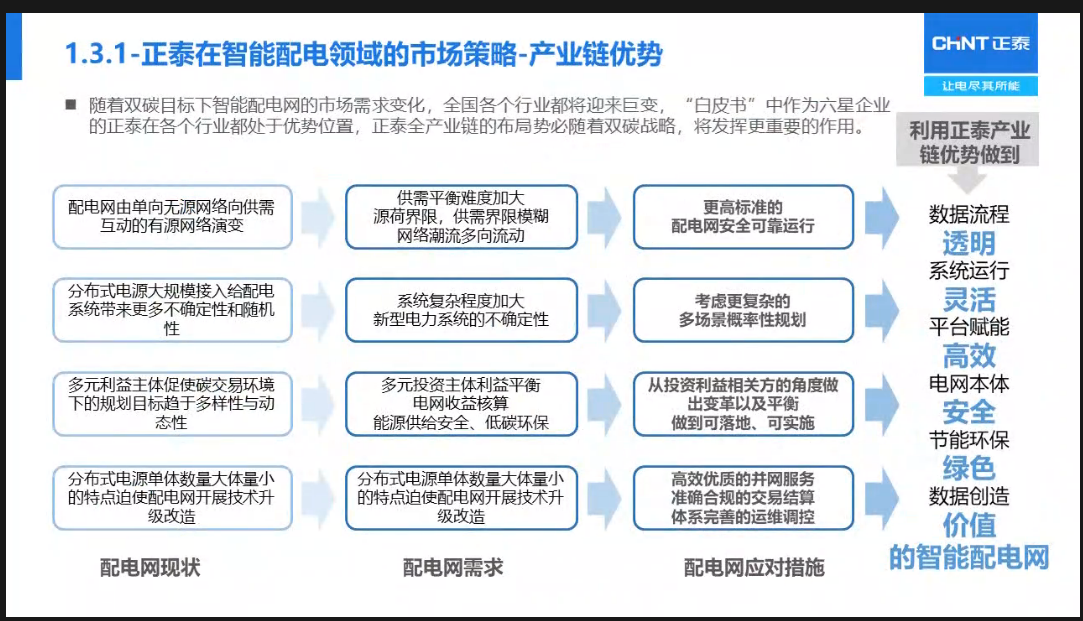 1.3.1-正泰在智能配电领域的市场策略-产业链优势
CHNT 正泰
让电尽其所能
■ 随着双碳目标下智能配电网的市场需求变化，全国各个行业都将迎来巨变，“白皮书”中作为六星企业
的正泰在各个行业都处于优势位置，正泰全产业链的布局势必随着双碳战略，将发挥更重要的作用。
利用正泰产业
链优势做到
配电网由单向无源网络向供需
互动的有源网络演变
供需平衡难度加大
源荷界限，供需界限模糊
网络潮流多向流动
更高标准的
配电网安全可靠运行
分布式电源大规模接入给配电
系统带来更多不确定性和随机
性
系统复杂程度加大
新型电力系统的不确定性
考虑更复杂的
多场景概率性规划
多元利益主体促使碳交易环境
下的规划目标趋于多样性与动
态性
多元投资主体利益平衡
电网收益核算
能源供给安全、低碳环保
从投资利益相关方的角度做
出变革以及平衡
做到可落地、可实施
分布式电源单体数量大体量小
的特点迫使配电网开展技术升
级改造
分布式电源单体数量大体量小
的特点迫使配电网开展技术升
级改造
高效优质的并网服务
准确合规的交易结算
体系完善的运维调控
数据流程
透明
系统运行
灵活
平台赋能
高效
电网本体
安全
节能环保
绿色
数据创造
价值
的智能配电网
配电网现状
配电网需求
配电网应对措施